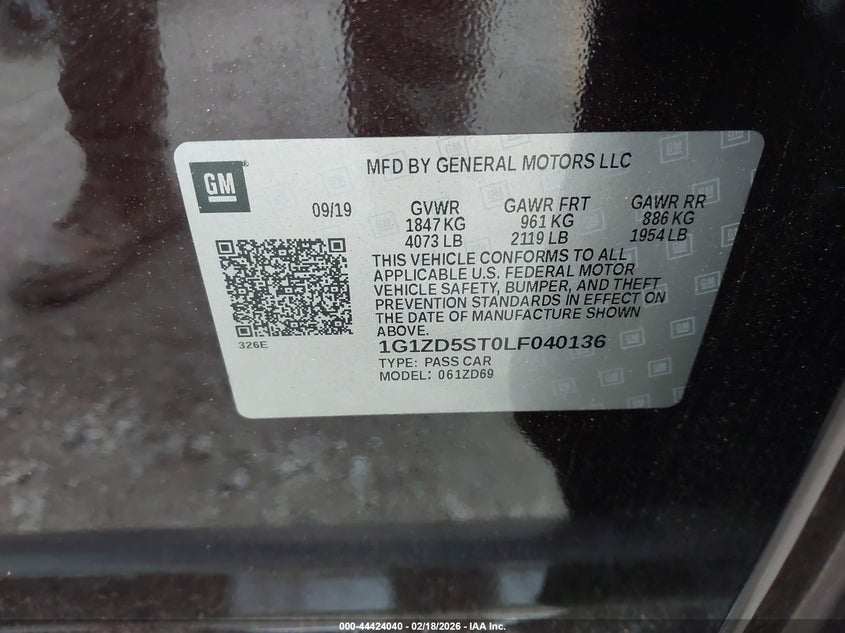 GM
MFD BY GENERAL MOTORS LLC
09/19 GVWR GAWR FRT GAWR RR
1847 KG 961 KG 886 KG
4073 LB 2119 LB 1954 LB
THIS VEHICLE CONFORMS TO ALL
APPLICABLE U.S. FEDERAL MOTOR
VEHICLE SAFETY, BUMPER, AND THEFT
PREVENTION STANDARDS IN EFFECT ON
THE DATE OF MANUFACTURE SHOWN
ABOVE.
326E
1G1ZD5ST0LF040136
TYPE: PASS CAR
MODEL: 061ZD69
000-44424040 - 02/18/2026 - IAA Inc.